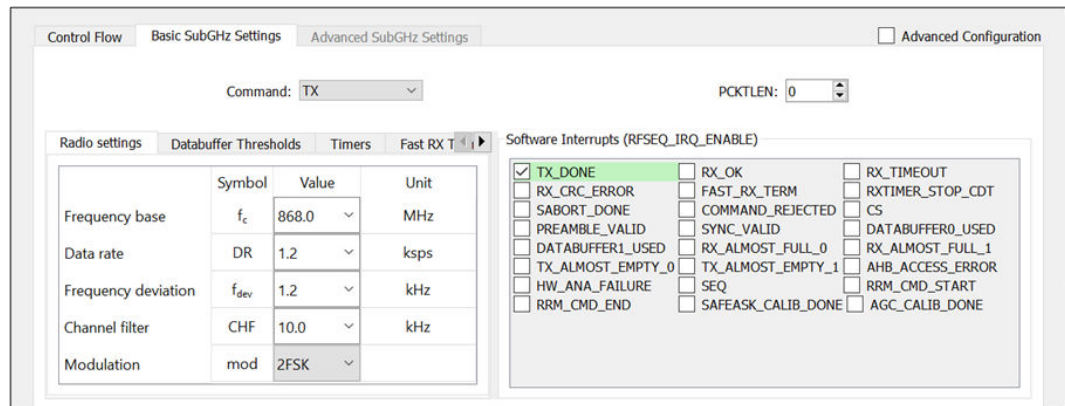 Control Flow Basic SubGHz Settings Advanced SubGHz Settings Advanced Configuration
Command: TX PCKTLEN: 0
Radio settings Databuffer Thresholds Timers Fast RX T
Symbol Value Unit
Frequency base fc 868.0 MHz
Data rate DR 1.2 ksps
Frequency deviation fdev 1.2 kHz
Channel filter CHF 10.0 kHz
Modulation mod 2FSK
Software Interrupts (RFSEQ_IRQ_ENABLE)
TX_DONE RX_OK RX_TIMEOUT
RX_CRC_ERROR FAST_RX_TERM RXTIMER_STOP_CDT
SABORT_DONE COMMAND_REJECTED CS
PREAMBLE_VALID SYNC_VALID DATABUFFER0_USED
DATABUFFER1_USED RX_ALMOST_FULL_0 RX_ALMOST_FULL_1
TX_ALMOST_EMPTY_0 TX_ALMOST_EMPTY_1 AHB_ACCESS_ERROR
HW_ANA_FAILURE SEQ RRM_CMD_START
RRM_CMD_END SAFEASK_CALIB_DONE AGC_CALIB_DONE